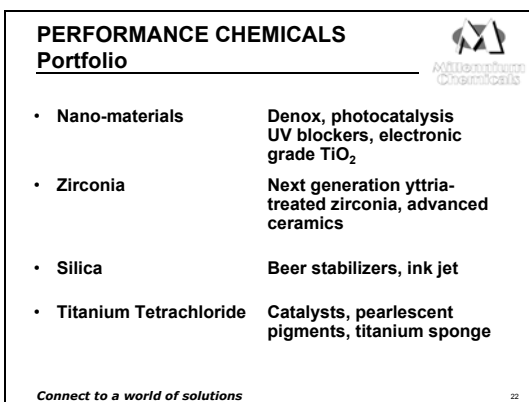 PERFORMANCE CHEMICALS
Portfolio
Millennium
Chemicals
• Nano-materials
Denox, photocatalysis
UV blockers, electronic
grade TiO₂
• Zirconia
Next generation yttria-
treated zirconia, advanced
ceramics
• Silica
Beer stabilizers, ink jet
• Titanium Tetrachloride
Catalysts, pearlescent
pigments, titanium sponge
Connect to a world of solutions
22